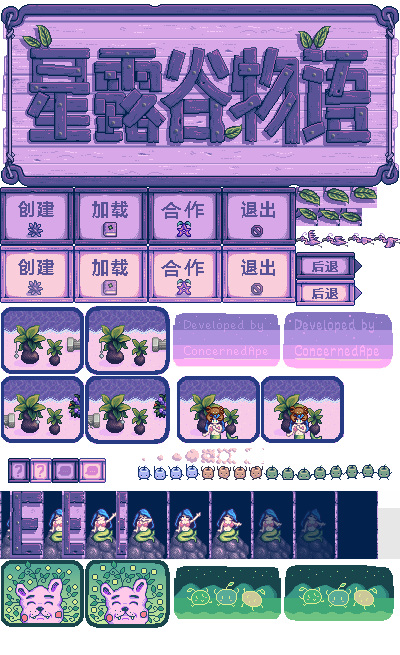 星露谷物语
创建 加载 合作 退出
创建 加载 合作 退出
后退
后退
Developed by Developed by
ConcernedApe ConcernedApe
? ?